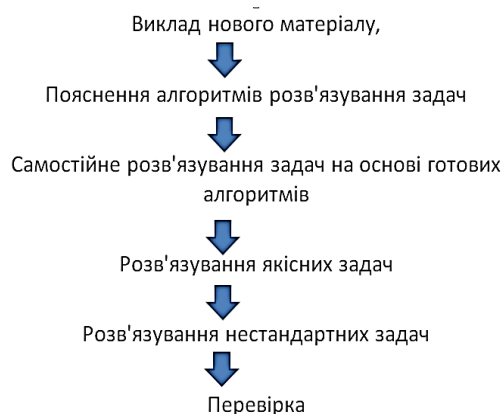 Виклад нового матеріалу,
Пояснення алгоритмів розв'язування задач
Самостійне розв'язування задач на основі готових
алгоритмів
Розв'язування якісних задач
Розв'язування нестандартних задач
Перевірка